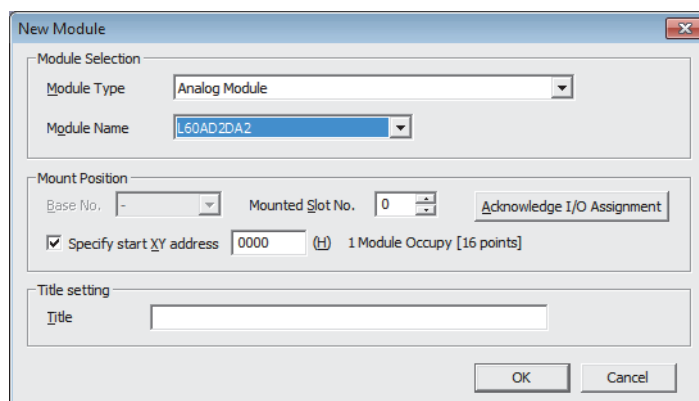 New Module
Module Selection
Module Type Analog Module
Module Name L60AD2DA2
Mount Position
Base No. - Mounted Slot No. 0 Acknowledge I/O Assignment
Specify start XY address 0000 (H) 1 Module Occupy [16 points]
Title setting
Title
OK Cancel